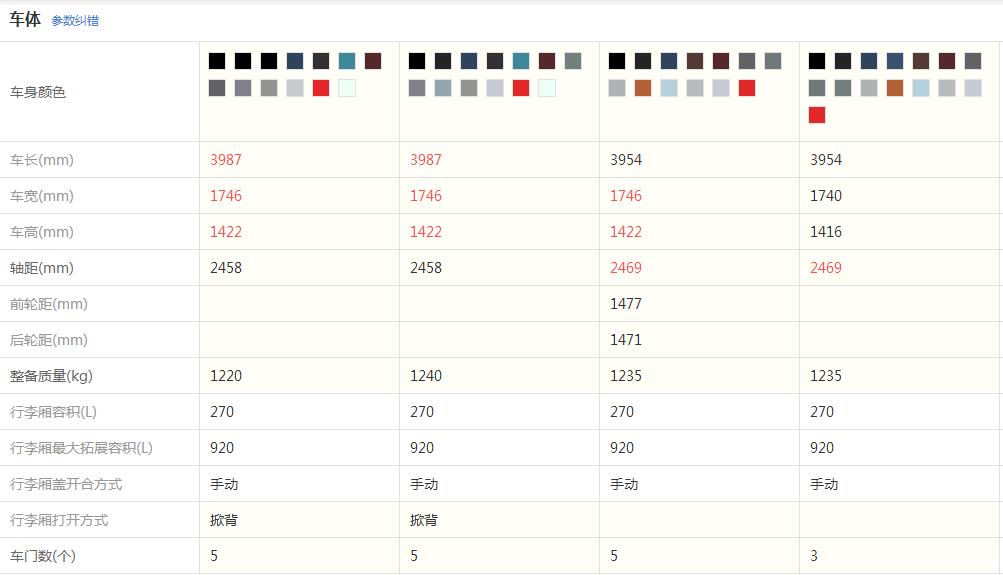 车体 参数纠错
车身颜色
车长(mm) 3987 3987 3954 3954
车宽(mm) 1746 1746 1746 1740
车高(mm) 1422 1422 1422 1416
轴距(mm) 2458 2458 2469 2469
前轮距(mm) 1477
后轮距(mm) 1471
整备质量(kg) 1220 1240 1235 1235
行李厢容积(L) 270 270 270 270
行李厢最大拓展容积(L) 920 920 920 920
行李厢盖开合方式 手动 手动 手动 手动
行李厢打开方式 掀背 掀背
车门数(个) 5 5 5 3